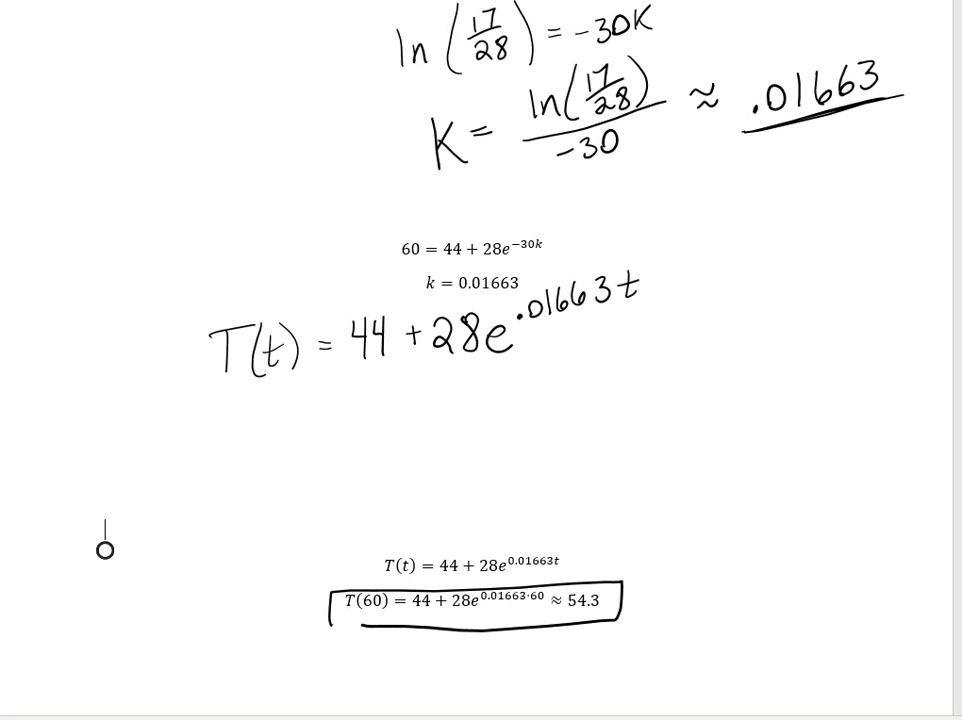 ln(17/28) = -30K
K = ln(17/28)/-30 ≈ .01663
60 = 44 + 28e^{−30k}
k = 0.01663
T(t) = 44 + 28e^{.01663t}
T(t) = 44 + 28e^{0.01663t}
T(60) = 44 + 28e^{0.01663·60} ≈ 54.3